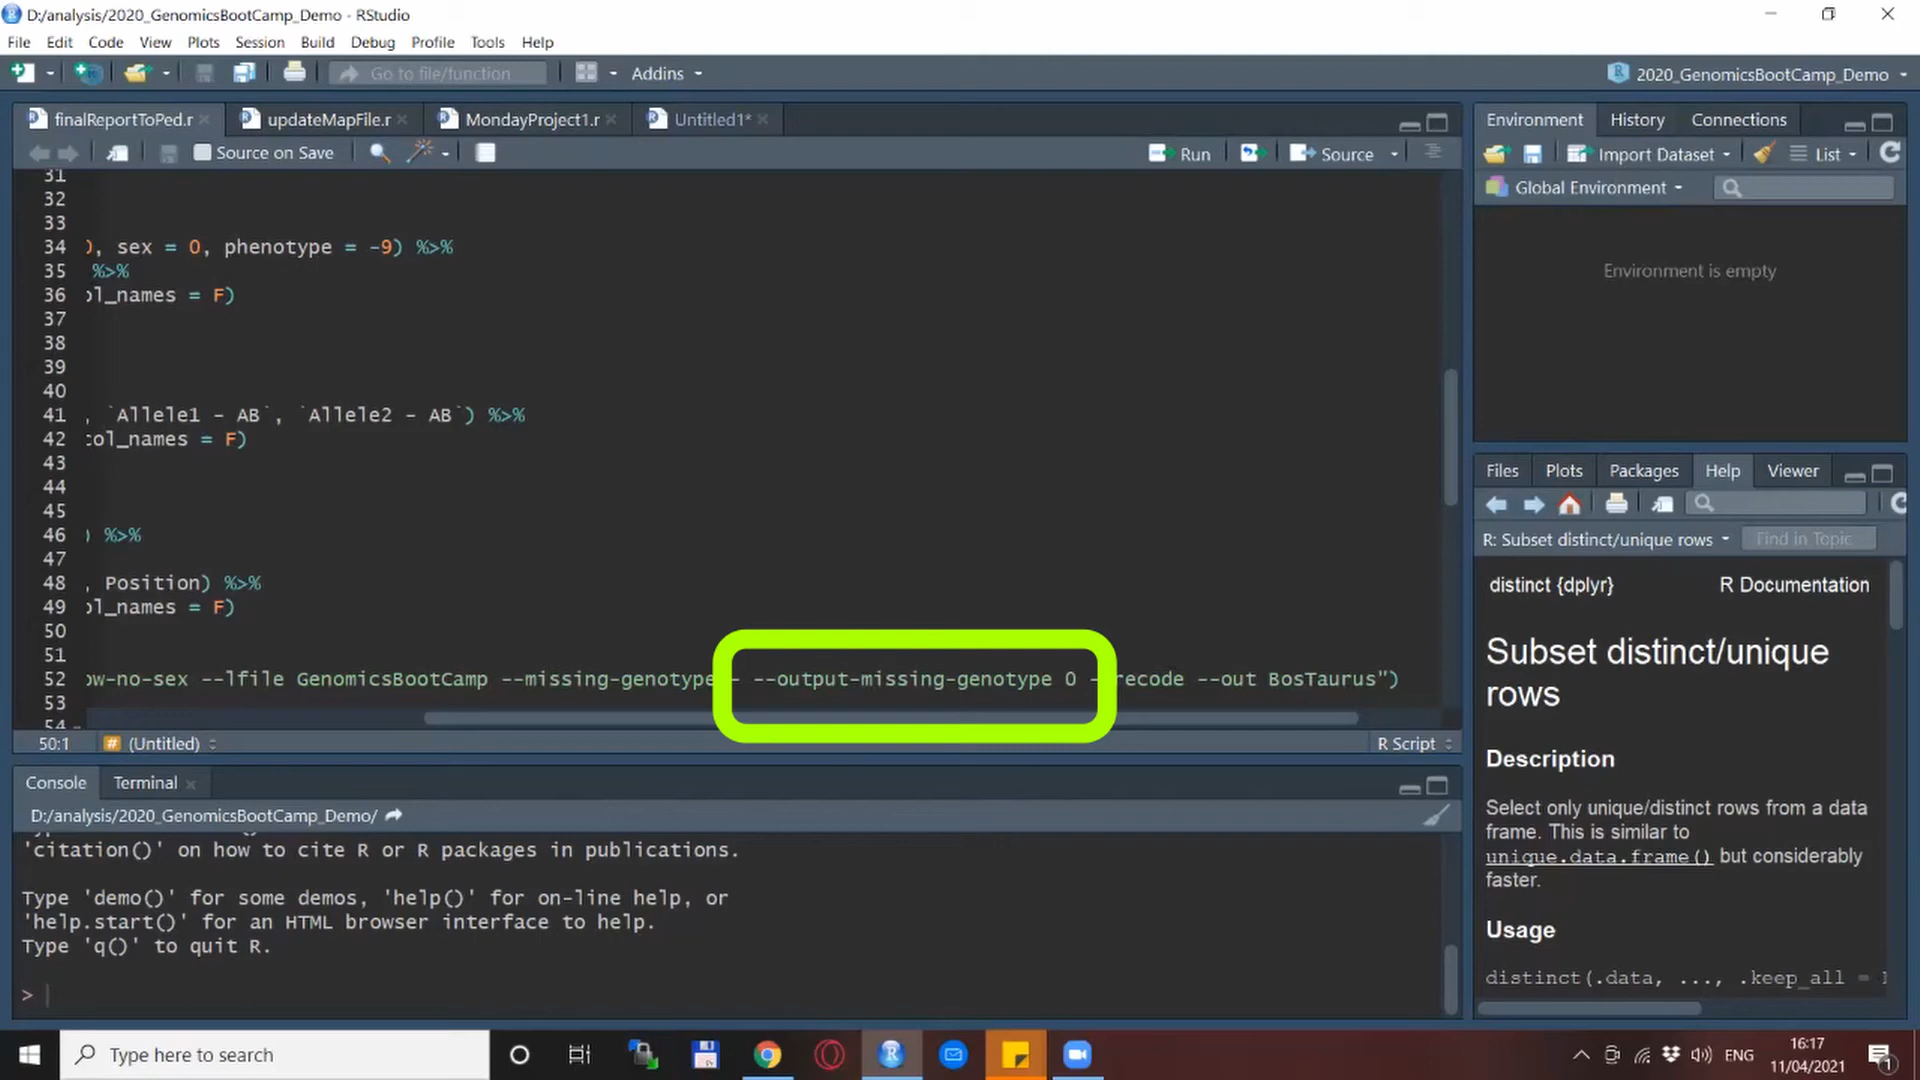 D:/analysis/2020_GenomicsBootCamp_Demo - RStudio
File Edit Code View Plots Session Build Debug Profile Tools Help
Go to file/function Addins 2020_GenomicsBootCamp_Demo
finalReportToPed.r updateMapFile.r MondayProject1.r Untitled1*
Source on Save Run Source
31
32
33
34 , sex = 0, phenotype = -9) %>%
35 %>%
36 ol_names = F)
37
38
39
40
41 , `Allele1 - AB`, `Allele2 - AB`) %>%
42 col_names = F)
43
44
45
46 ) %>%
47
48 , Position) %>%
49 ol_names = F)
50
51
52 ow-no-sex --lfile GenomicsBootCamp --missing-genotype - --output-missing-genotype 0 --recode --out BosTaurus")
53
54
50:1 # (Untitled) R Script
Console Terminal
D:/analysis/2020_GenomicsBootCamp_Demo/
'citation()' on how to cite R or R packages in publications.
Type 'demo()' for some demos, 'help()' for on-line help, or
'help.start()' for an HTML browser interface to help.
Type 'q()' to quit R.
>
Environment History Connections
Import Dataset List
Global Environment
Environment is empty
Files Plots Packages Help Viewer
R: Subset distinct/unique rows Find in Topic
distinct {dplyr} R Documentation
Subset distinct/unique
rows
Description
Select only unique/distinct rows from a data
frame. This is similar to
unique.data.frame() but considerably
faster.
Usage
distinct(.data, ..., .keep_all =
Type here to search
ENG
16:17
11/04/2021
1